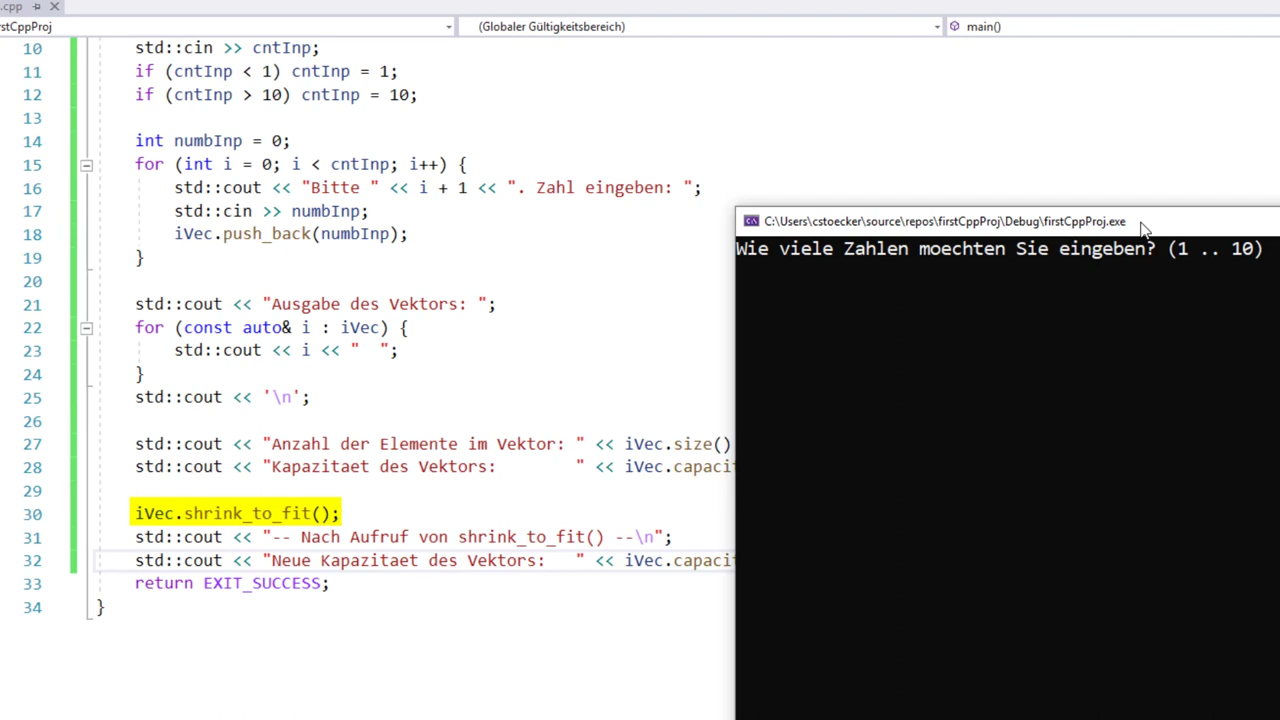 .cpp
rstCppProj
(Globaler Gültigkeitsbereich)
main()
10 std::cin >> cntInp;
11 if (cntInp < 1) cntInp = 1;
12 if (cntInp > 10) cntInp = 10;
13
14 int numbInp = 0;
15 for (int i = 0; i < cntInp; i++) {
16 std::cout << "Bitte " << i + 1 << ". Zahl eingeben: ";
17 std::cin >> numbInp;
18 iVec.push_back(numbInp);
19 }
20
21 std::cout << "Ausgabe des Vektors: ";
22 for (const auto& i : iVec) {
23 std::cout << i << "  ";
24 }
25 std::cout << '\n';
26
27 std::cout << "Anzahl der Elemente im Vektor: " << iVec.size()
28 std::cout << "Kapazitaet des Vektors:        " << iVec.capacit
29
30 iVec.shrink_to_fit();
31 std::cout << "-- Nach Aufruf von shrink_to_fit() --\n";
32 std::cout << "Neue Kapazitaet des Vektors:   " << iVec.capacit
33 return EXIT_SUCCESS;
34 }
C:\Users\cstoecker\source\repos\firstCppProj\Debug\firstCppProj.exe
Wie viele Zahlen moechten Sie eingeben? (1 .. 10)